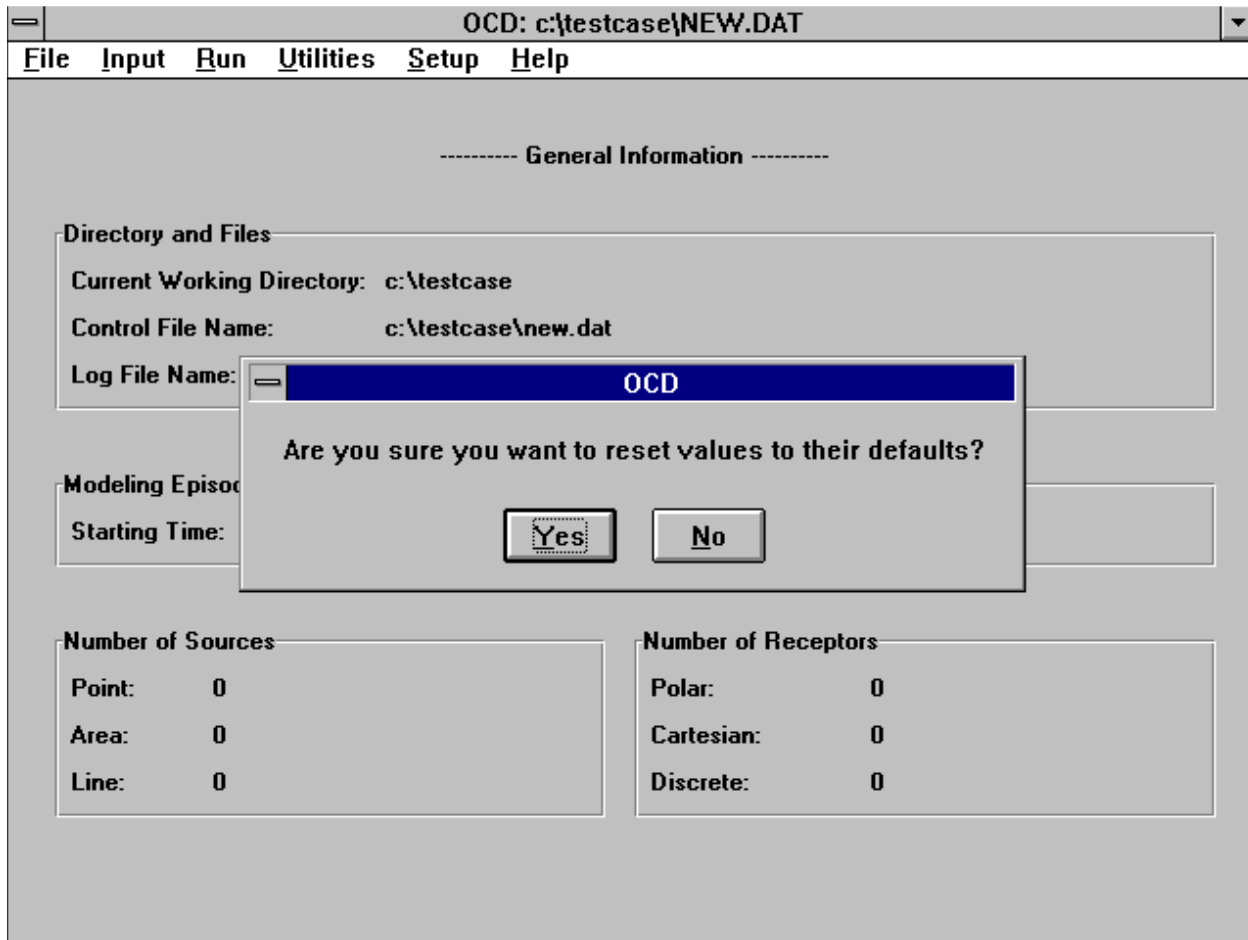 OCD: c:\testcase\NEW.DAT
File Input Run Utilities Setup Help
---------- General Information ----------
Directory and Files
Current Working Directory: c:\testcase
Control File Name: c:\testcase\new.dat
Log File Name:
OCD
Are you sure you want to reset values to their defaults?
Yes No
Modeling
Starting Time:
Number of Sources
Point: 0
Area: 0
Line: 0
Number of Receptors
Polar: 0
Cartesian: 0
Discrete: 0